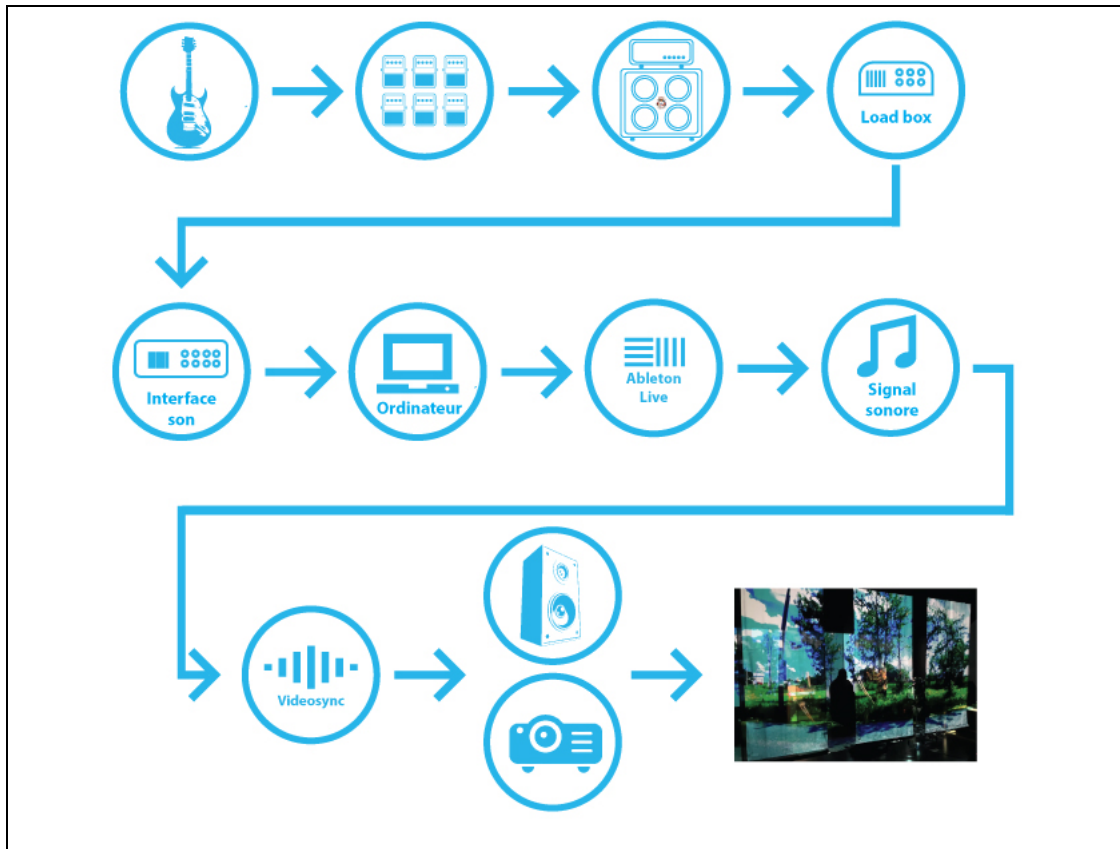 Load box
Interface
son
Ordinateur
Ableton
Live
Signal
sonore
Videosync